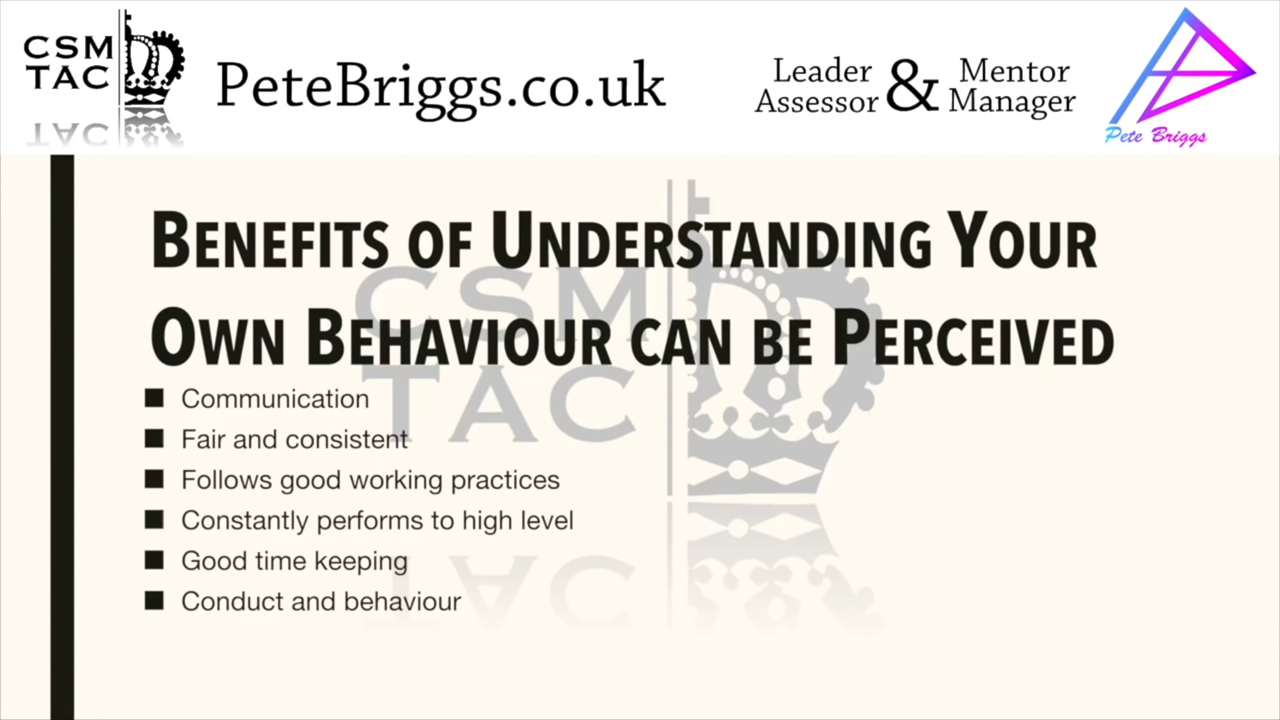 CSM
TAC
PeteBriggs.co.uk
Leader
Assessor
&
Mentor
Manager
Pete Briggs
BENEFITS OF UNDERSTANDING YOUR
OWN BEHAVIOUR CAN BE PERCEIVED
CSM
TAC
■ Communication
■ Fair and consistent
■ Follows good working practices
■ Constantly performs to high level
■ Good time keeping
■ Conduct and behaviour